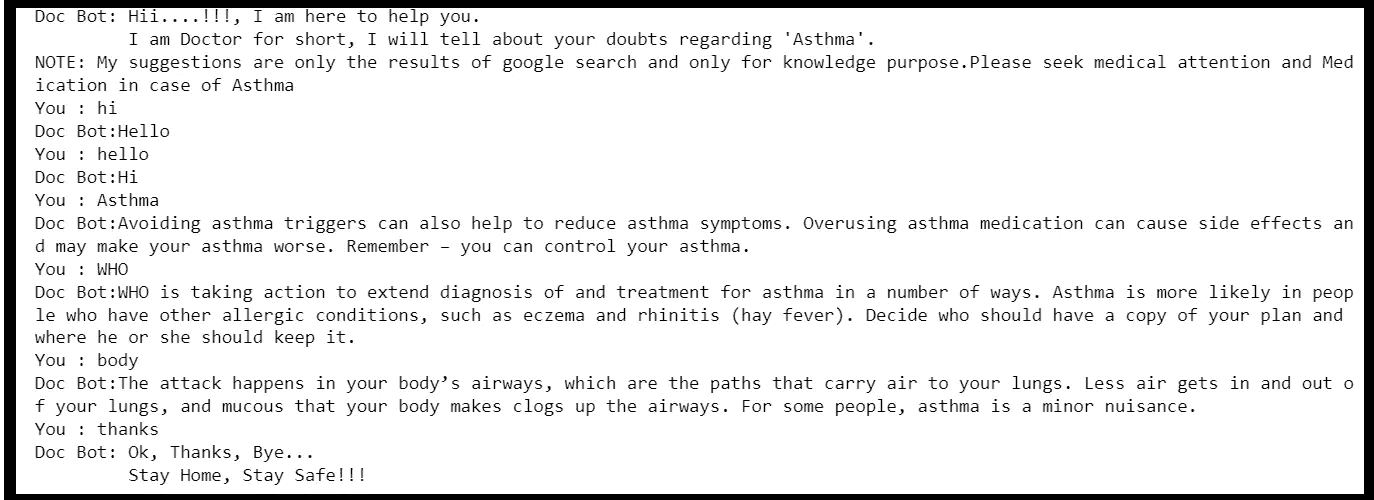 Doc Bot: Hii....!!!, I am here to help you.
I am Doctor for short, I will tell about your doubts regarding 'Asthma'.
NOTE: My suggestions are only the results of google search and only for knowledge purpose.Please seek medical attention and Med
ication in case of Asthma
You : hi
Doc Bot:Hello
You : hello
Doc Bot:Hi
You : Asthma
Doc Bot:Avoiding asthma triggers can also help to reduce asthma symptoms. Overusing asthma medication can cause side effects an
d may make your asthma worse. Remember – you can control your asthma.
You : WHO
Doc Bot:WHO is taking action to extend diagnosis of and treatment for asthma in a number of ways. Asthma is more likely in peop
le who have other allergic conditions, such as eczema and rhinitis (hay fever). Decide who should have a copy of your plan and
where he or she should keep it.
You : body
Doc Bot:The attack happens in your body’s airways, which are the paths that carry air to your lungs. Less air gets in and out o
f your lungs, and mucous that your body makes clogs up the airways. For some people, asthma is a minor nuisance.
You : thanks
Doc Bot: Ok, Thanks, Bye...
Stay Home, Stay Safe!!!